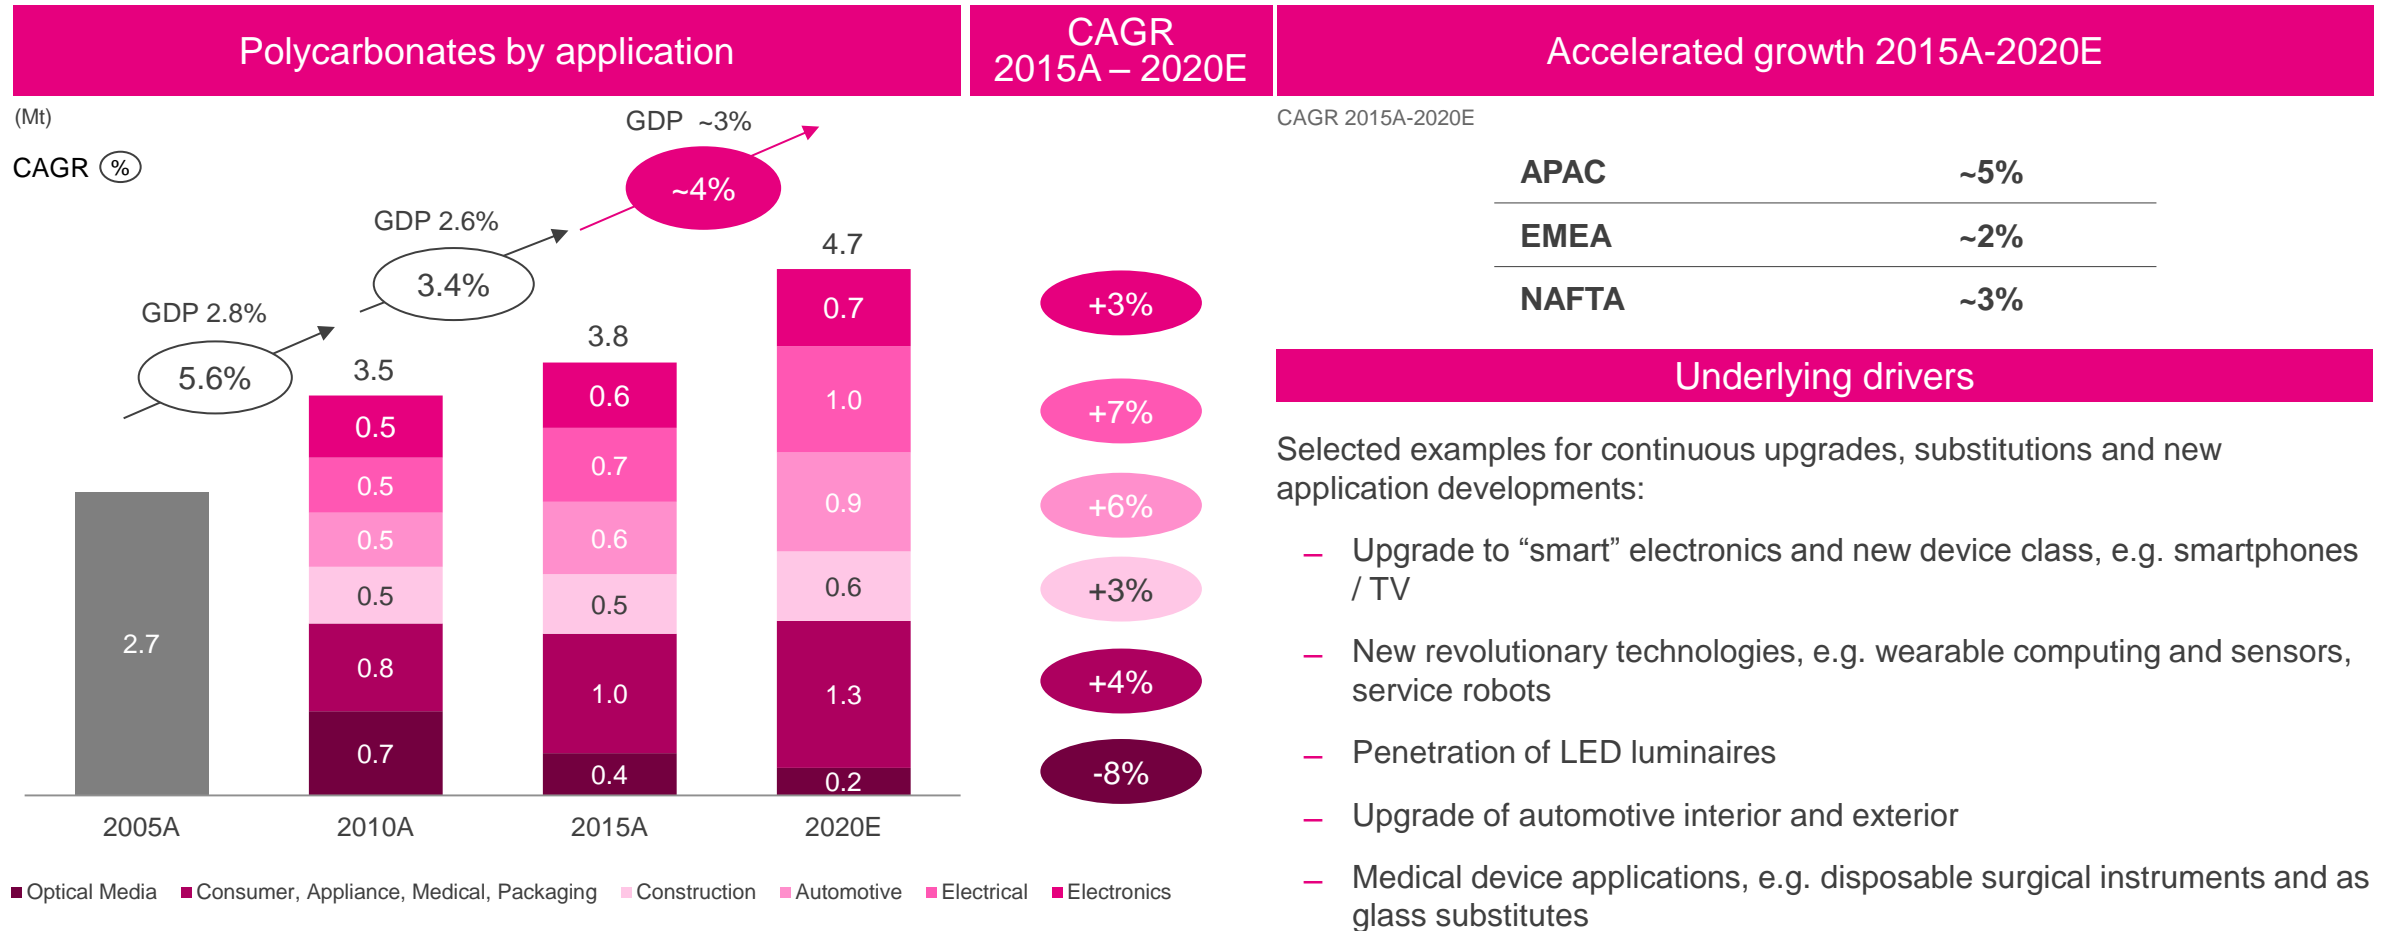 Polycarbonates by application
(Mt)
CAGR %
GDP 2.8%
5.6%
GDP 2.6%
3.4%
GDP ~3%
~4%
2.7
3.5
0.5
0.5
0.5
0.5
0.8
0.7
3.8
0.6
0.7
0.6
0.5
1.0
0.4
4.7
0.7
1.0
0.9
0.6
1.3
0.2
2005A
2010A
2015A
2020E
Optical Media
Consumer, Appliance, Medical, Packaging
Construction
Automotive
Electrical
Electronics
CAGR
2015A – 2020E
+3%
+7%
+6%
+3%
+4%
-8%
Accelerated growth 2015A-2020E
CAGR 2015A-2020E
APAC ~5%
EMEA ~2%
NAFTA ~3%
Underlying drivers
Selected examples for continuous upgrades, substitutions and new
application developments:
– Upgrade to “smart” electronics and new device class, e.g. smartphones
/ TV
– New revolutionary technologies, e.g. wearable computing and sensors,
service robots
– Penetration of LED luminaires
– Upgrade of automotive interior and exterior
– Medical device applications, e.g. disposable surgical instruments and as
glass substitutes